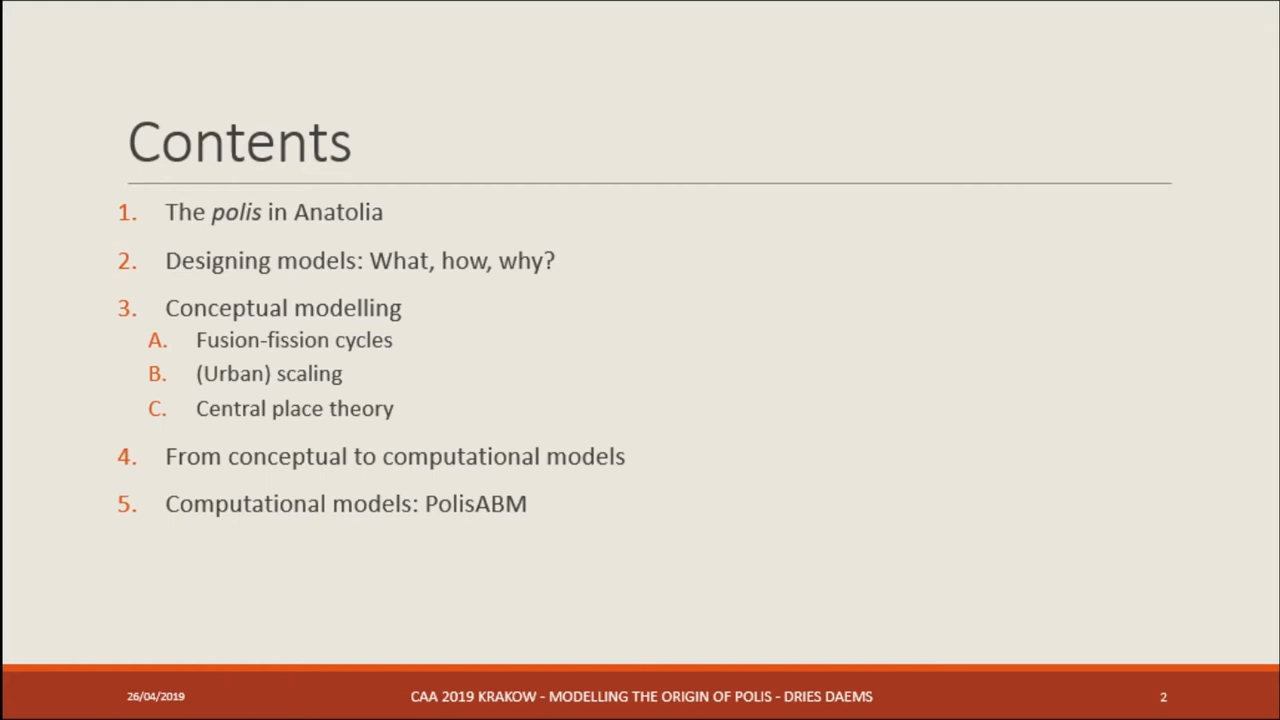 Contents
1. The polis in Anatolia
2. Designing models: What, how, why?
3. Conceptual modelling
A. Fusion-fission cycles
B. (Urban) scaling
C. Central place theory
4. From conceptual to computational models
5. Computational models: PolisABM
26/04/2019 CAA 2019 KRAKOW - MODELLING THE ORIGIN OF POLIS - DRIES DAEMS 2